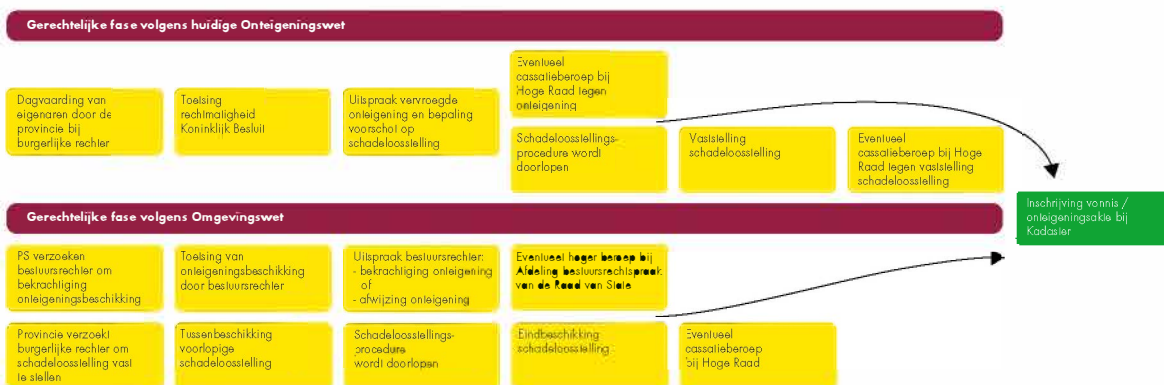 Gerechtelijke fase volgens huidige Onteigeningswet
Dagvaarding van
eigenaren door de
provincie bij
burgerlijke rechter
Toetsing
rechtmatigheid
Koninklijk Besluit
Uitspraak vervroegde
onteigening en bepaling
voorschot op
schadeloosstelling
Eventueel
cassatieberoep bij
Hoge Raad tegen
onteigening
Schadeloosstellings-
procedure wordt
doorlopen
Vaststelling
schadeloosstelling
Eventueel
cassatieberoep bij Hoge
Raad tegen vaststelling
schadeloosstelling
Inschrijving vonnis /
onteigeningsakte bij
Kadaster
Gerechtelijke fase volgens Omgevingswet
PS verzoeken
bestuursrechter om
bekrachtiging
onteigeningsbeschikking
Toetsing van
onteigeningsbeschikking
door bestuursrechter
Uitspraak bestuursrechter:
- bekrachtiging onteigening
of
- afwijzing onteigening
Eventueel hoger beroep bij
Afdeling bestuursrechtspraak
van de Raad van State
Provincie verzoekt
burgerlijke rechter om
schadeloosstelling vast
te stellen
Tussenbeschikking
voorlopige
schadeloosstelling
Schadeloosstellings-
procedure
wordt doorlopen
Eindbeschikking
schadeloosstelling
Eventueel
cassatieberoep
bij Hoge Raad